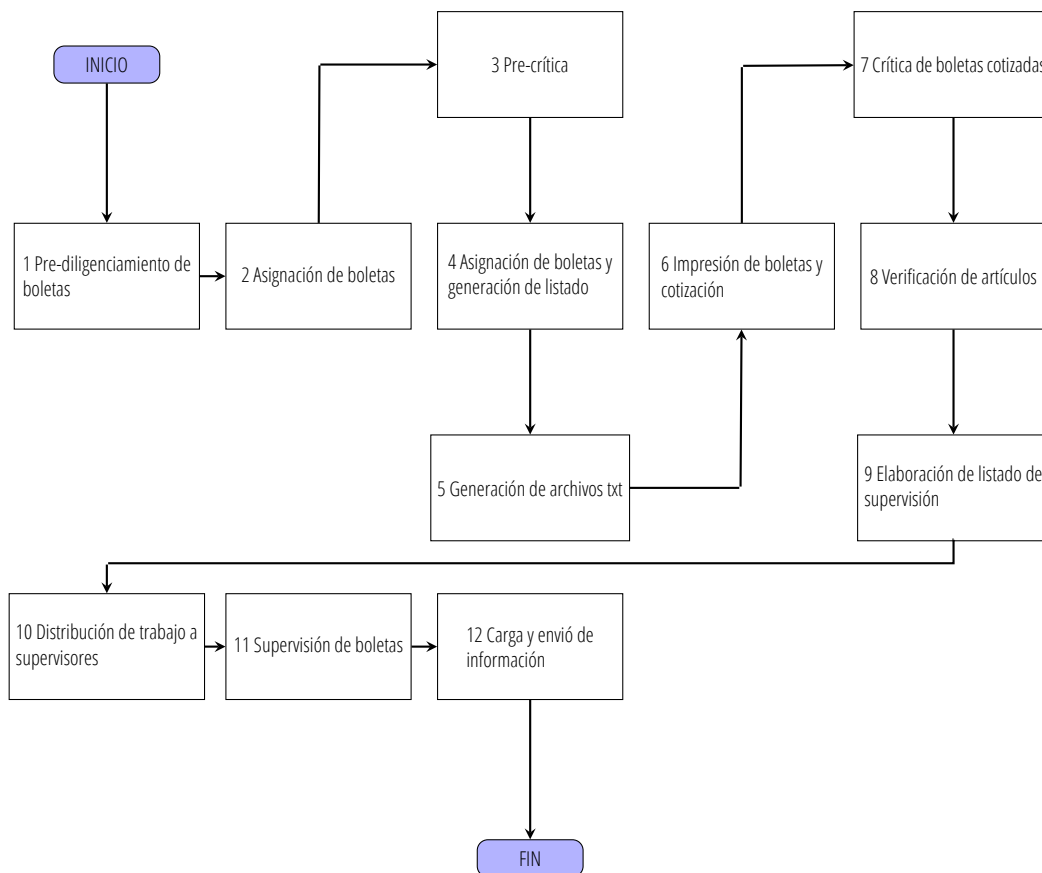 INICIO
1 Pre-diligenciamiento de
boletas
2 Asignación de boletas
3 Pre-crítica
4 Asignación de boletas y
generación de listado
5 Generación de archivos txt
6 Impresión de boletas y
cotización
7 Crítica de boletas cotizadas
8 Verificación de artículos
9 Elaboración de listado de
supervisión
10 Distribución de trabajo a
supervisores
11 Supervisión de boletas
12 Carga y envió de
información
FIN